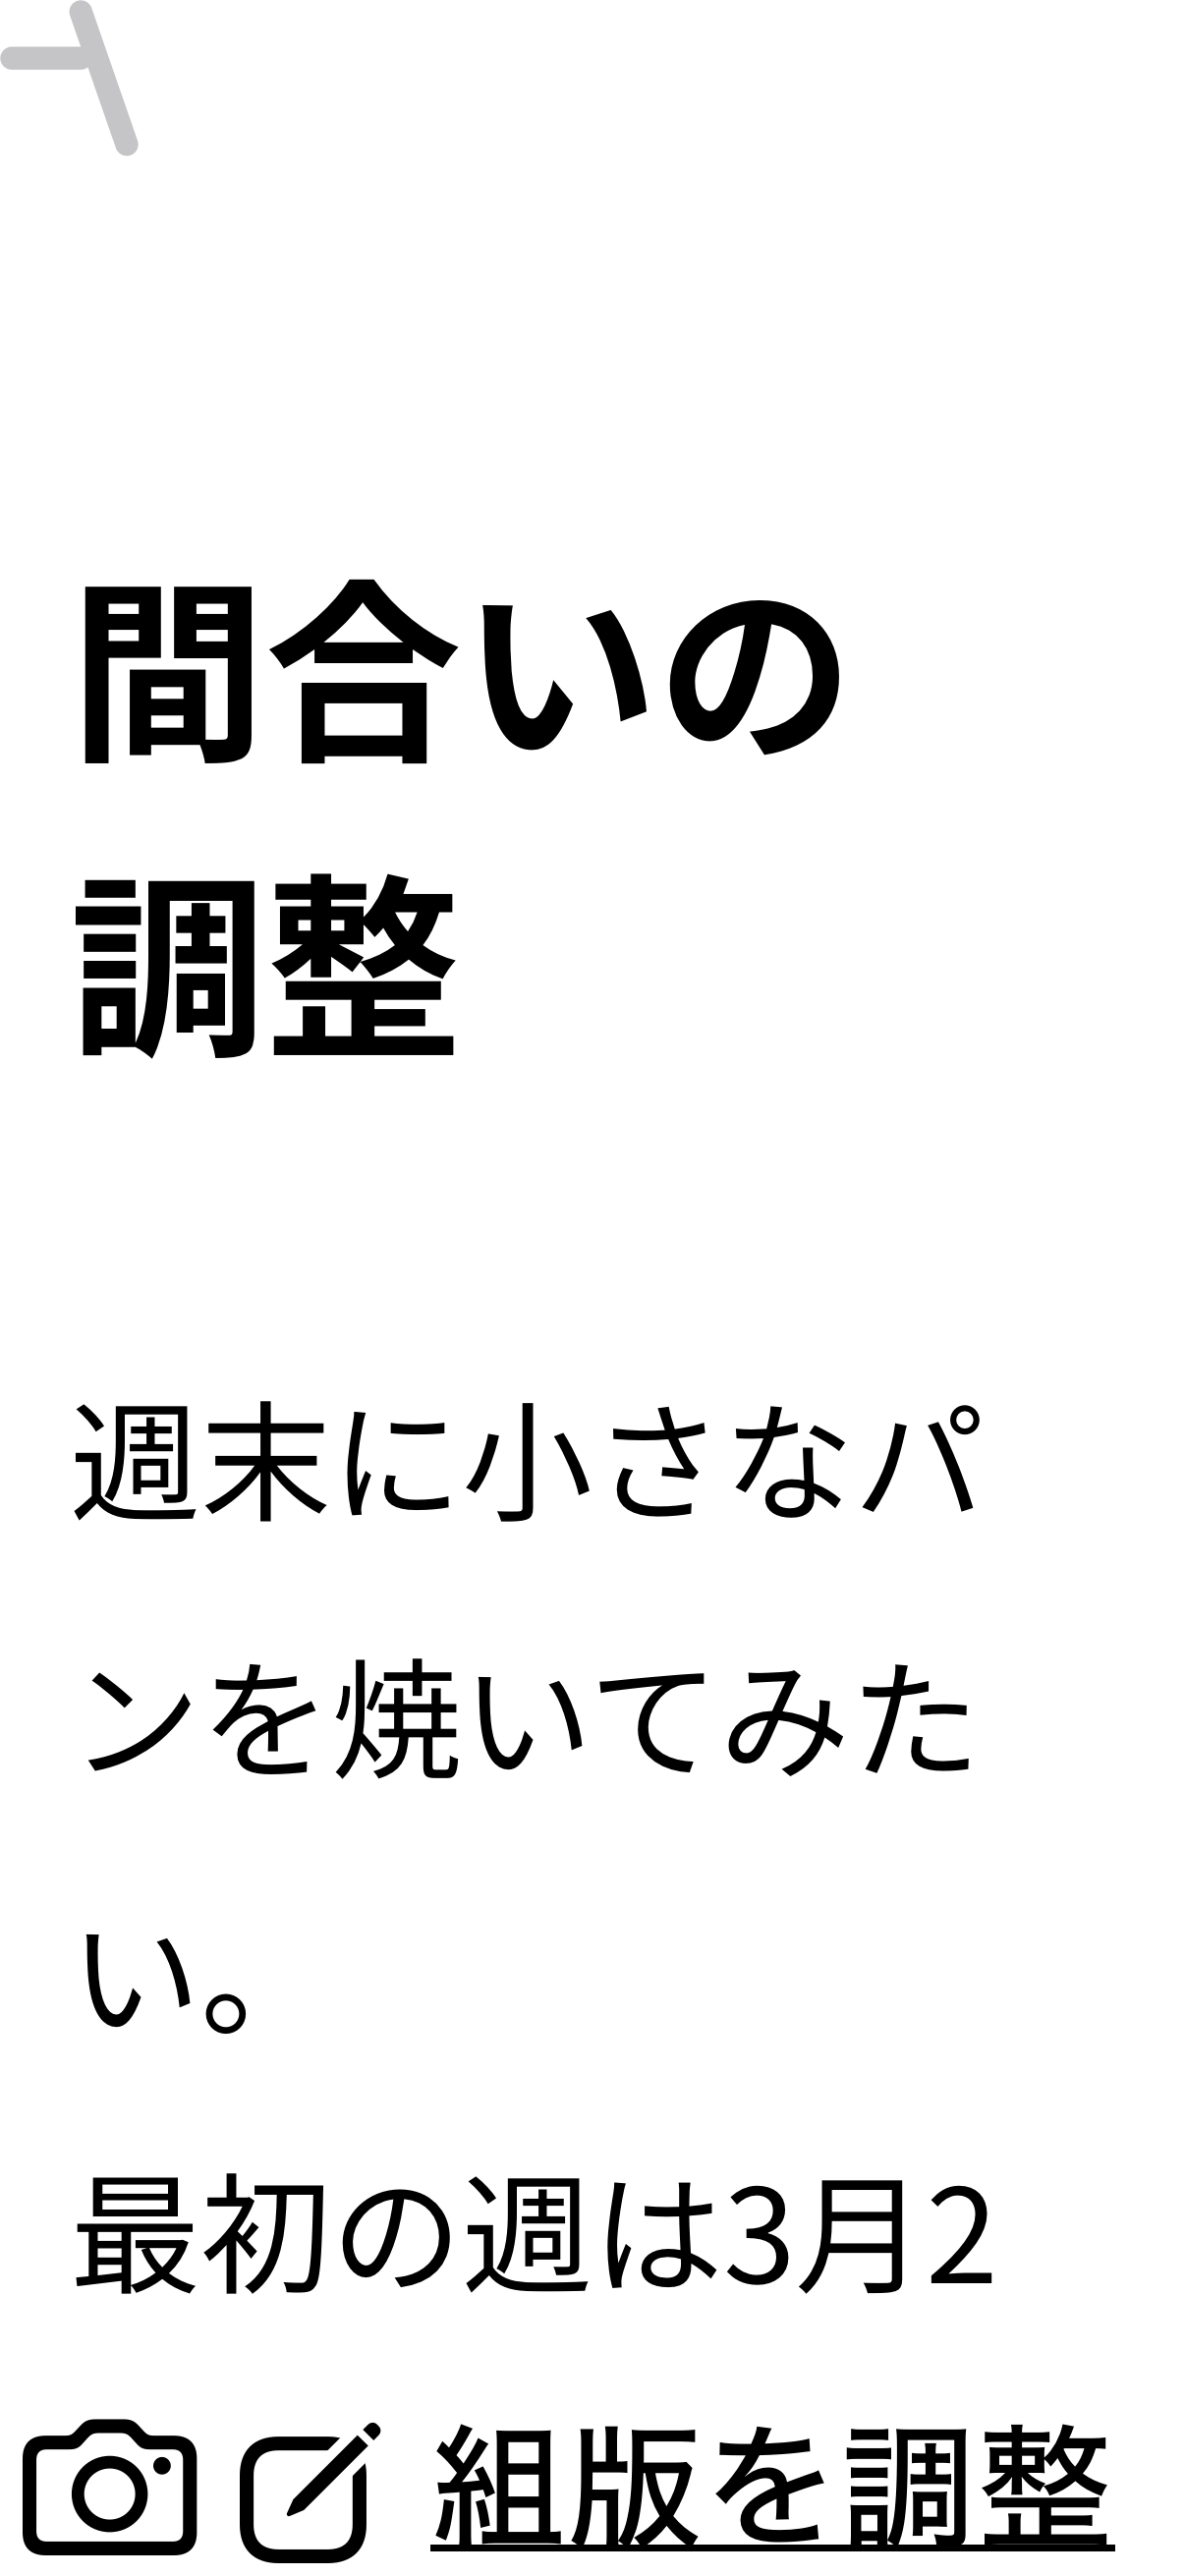 間合いの
調整
週末に小さなパ
ンを焼いてみた
い。
最初の週は3月2
組版を調整